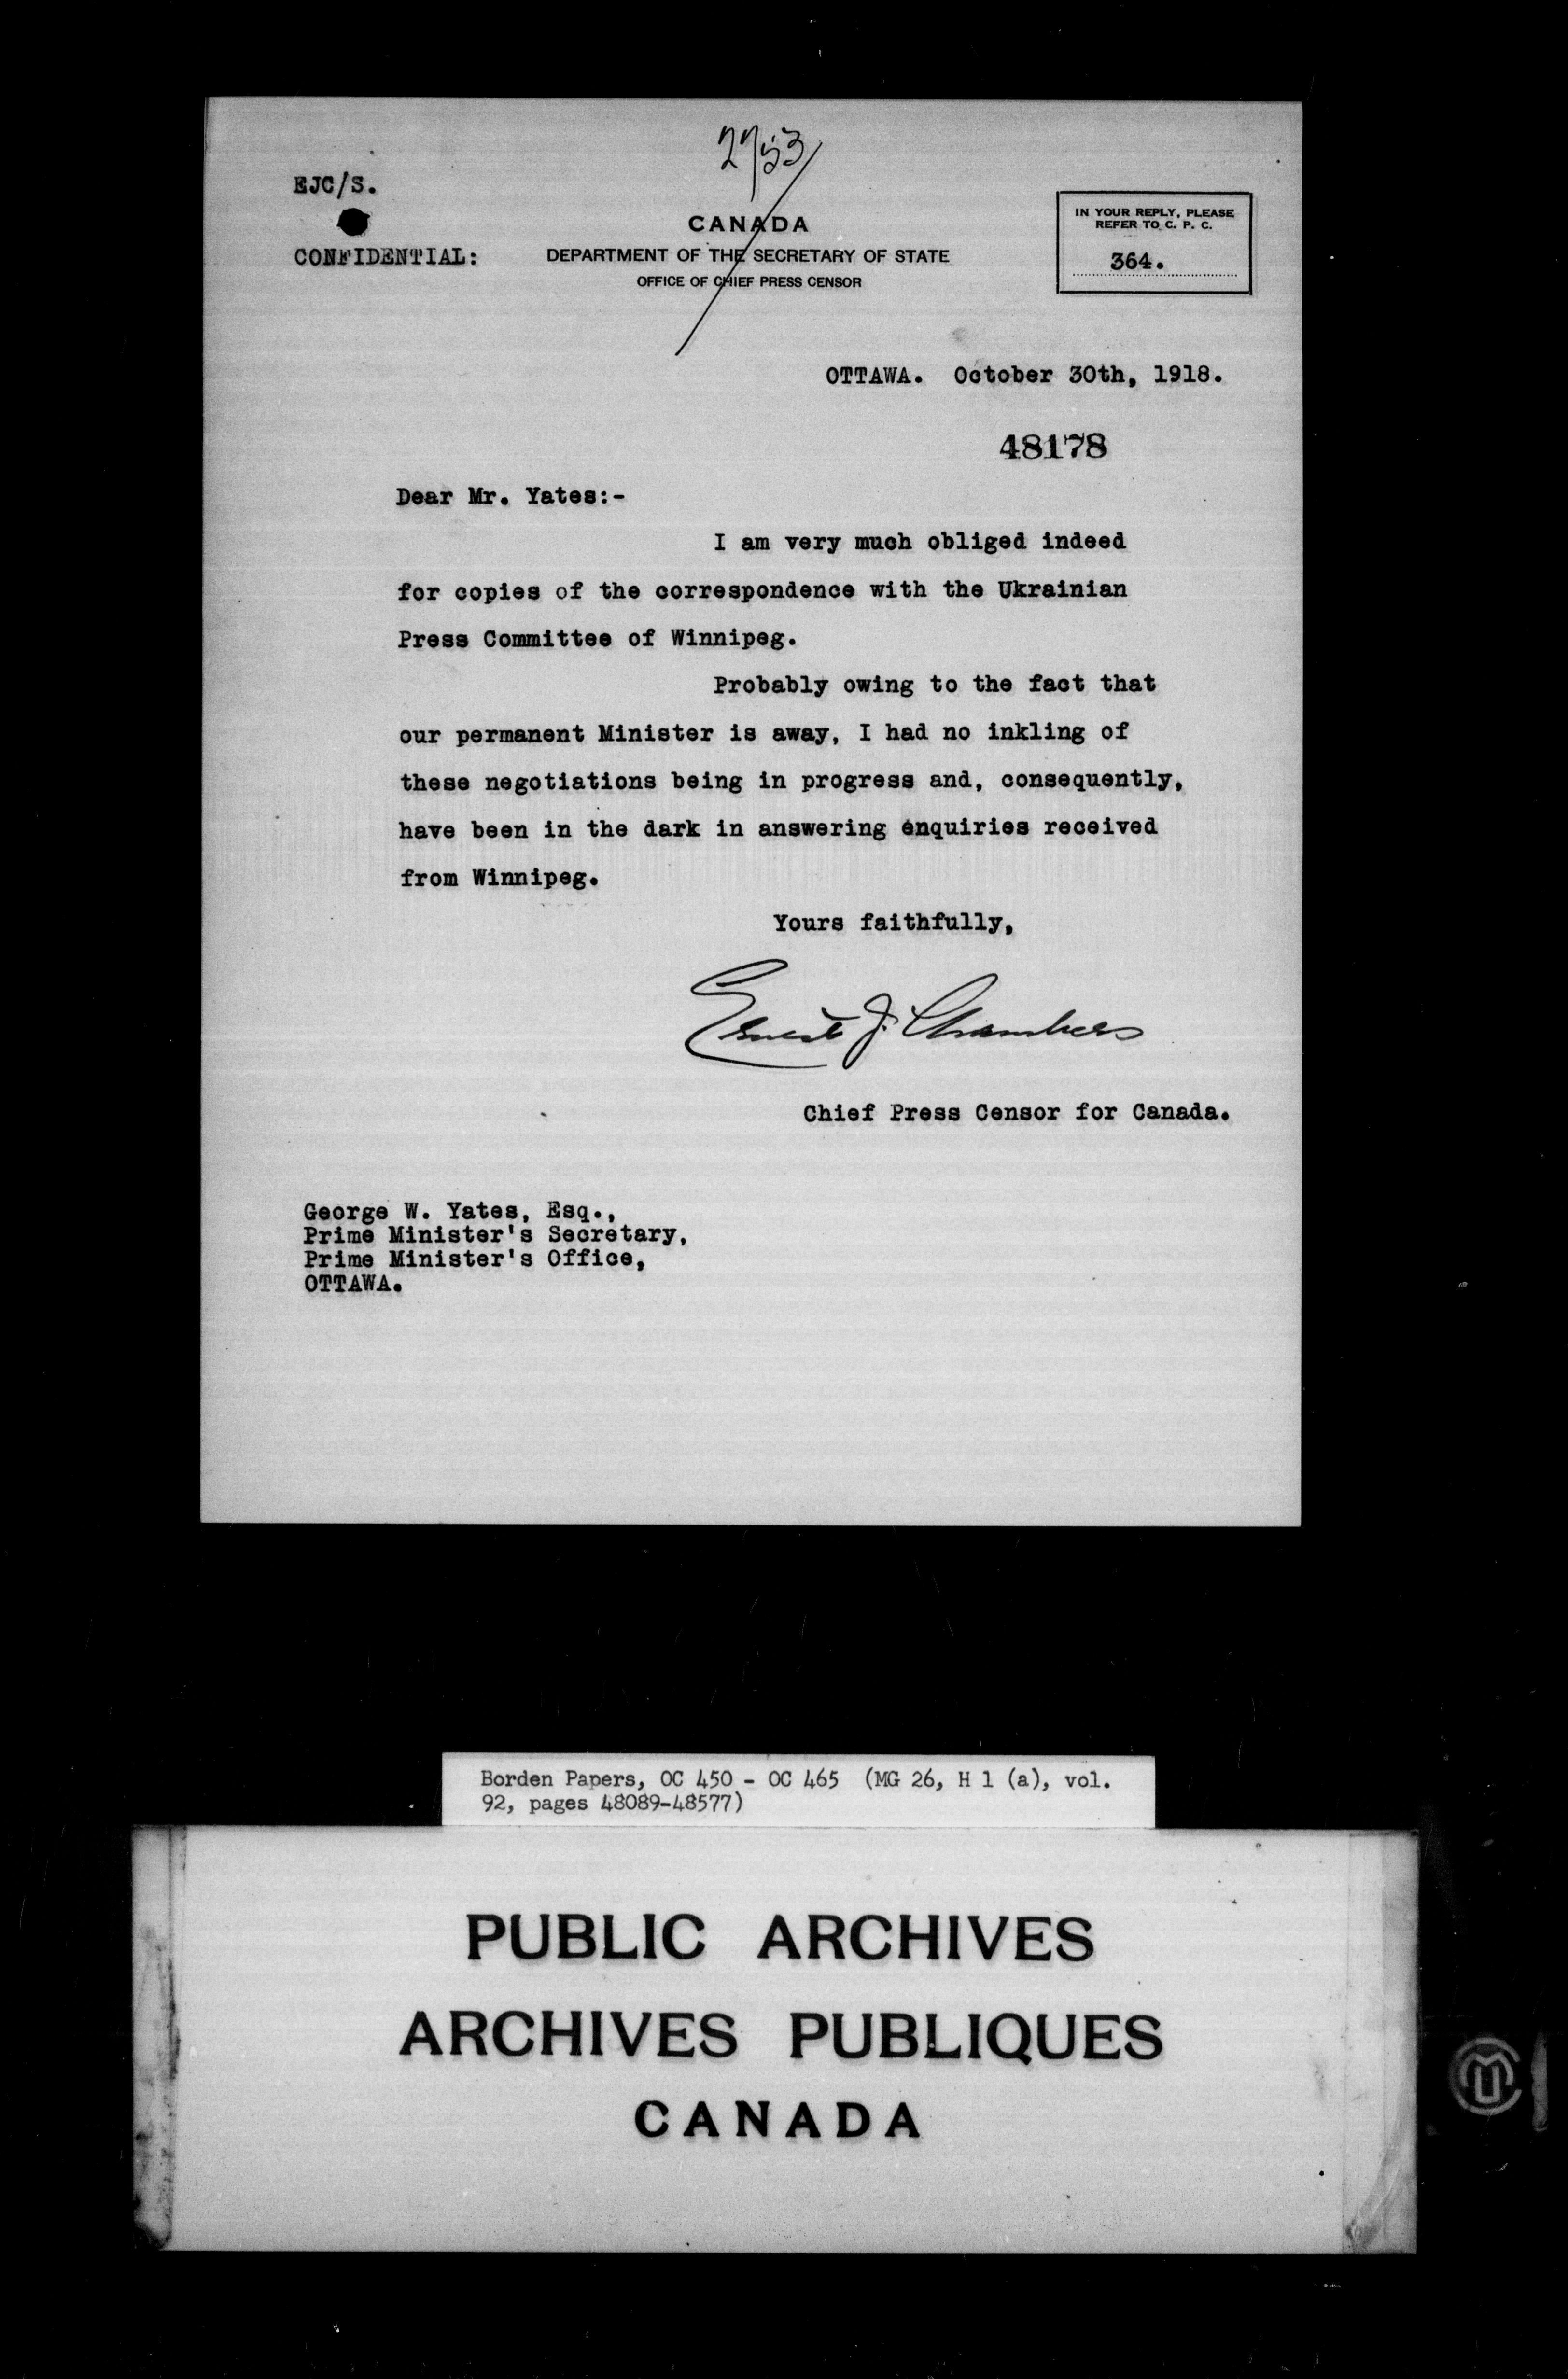 2753
EJC/S.
CONFIDENTIAL:
CANADA
DEPARTMENT OF THE SECRETARY OF STATE
OFFICE OF CHIEF PRESS CENSOR
IN YOUR REPLY, PLEASE
REFER TO C. P. C.
364.
OTTAWA. October 30th, 1918.
48178
Dear Mr. Yates:-
I am very much obliged indeed
for copies of the correspondence with the Ukrainian
Press Committee of Winnipeg.
Probably owing to the fact that
our permanent Minister is away, I had no inkling of
these negotiations being in progress and, consequently,
have been in the dark in answering enquiries received
from Winnipeg.
Yours faithfully,
Ernest J. Chambers
Chief Press Censor for Canada.
George W. Yates, Esq.,
Prime Minister's Secretary,
Prime Minister's Office,
OTTAWA.
Borden Papers, OC 450 - OC 465 (MG 26, H 1 (a), vol.
92, pages 48089-48577)
PUBLIC ARCHIVES
ARCHIVES PUBLIQUES
CANADA